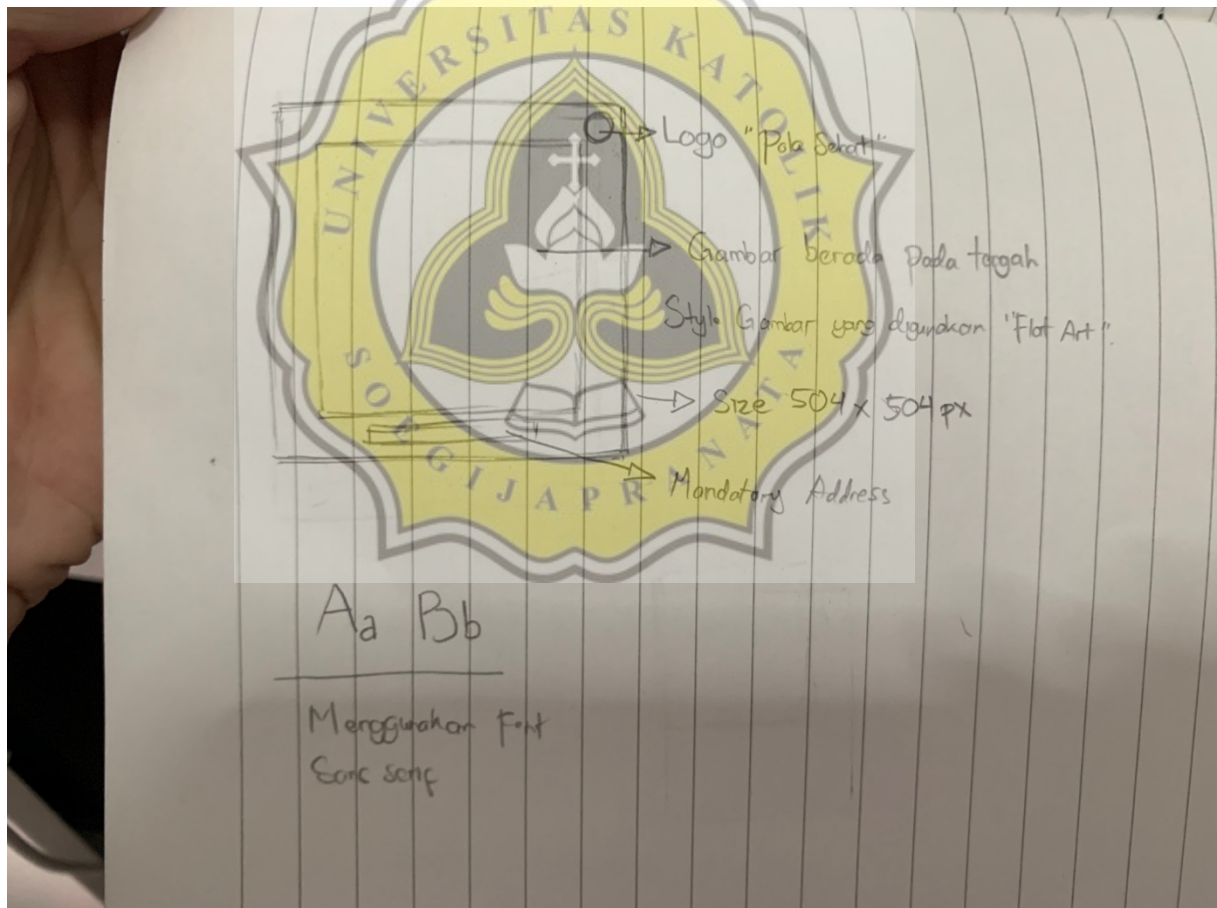 UNIVERSITAS KATOLIK
SOEGIJAPRANATA
Logo "Pola Sehat"
Gambar berada pada tengah
Style Gambar yang digunakan "Flat Art".
Size 504 x 504 px
Mandatory Address
Aa Bb
Menggunakan Font
Sanc serif